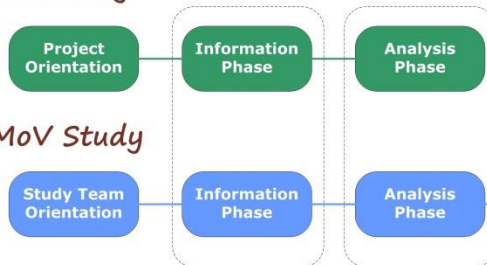 Project
Orientation
Information
Phase
Analysis
Phase
MoV Study
Study Team
Orientation
Information
Phase
Analysis
Phase